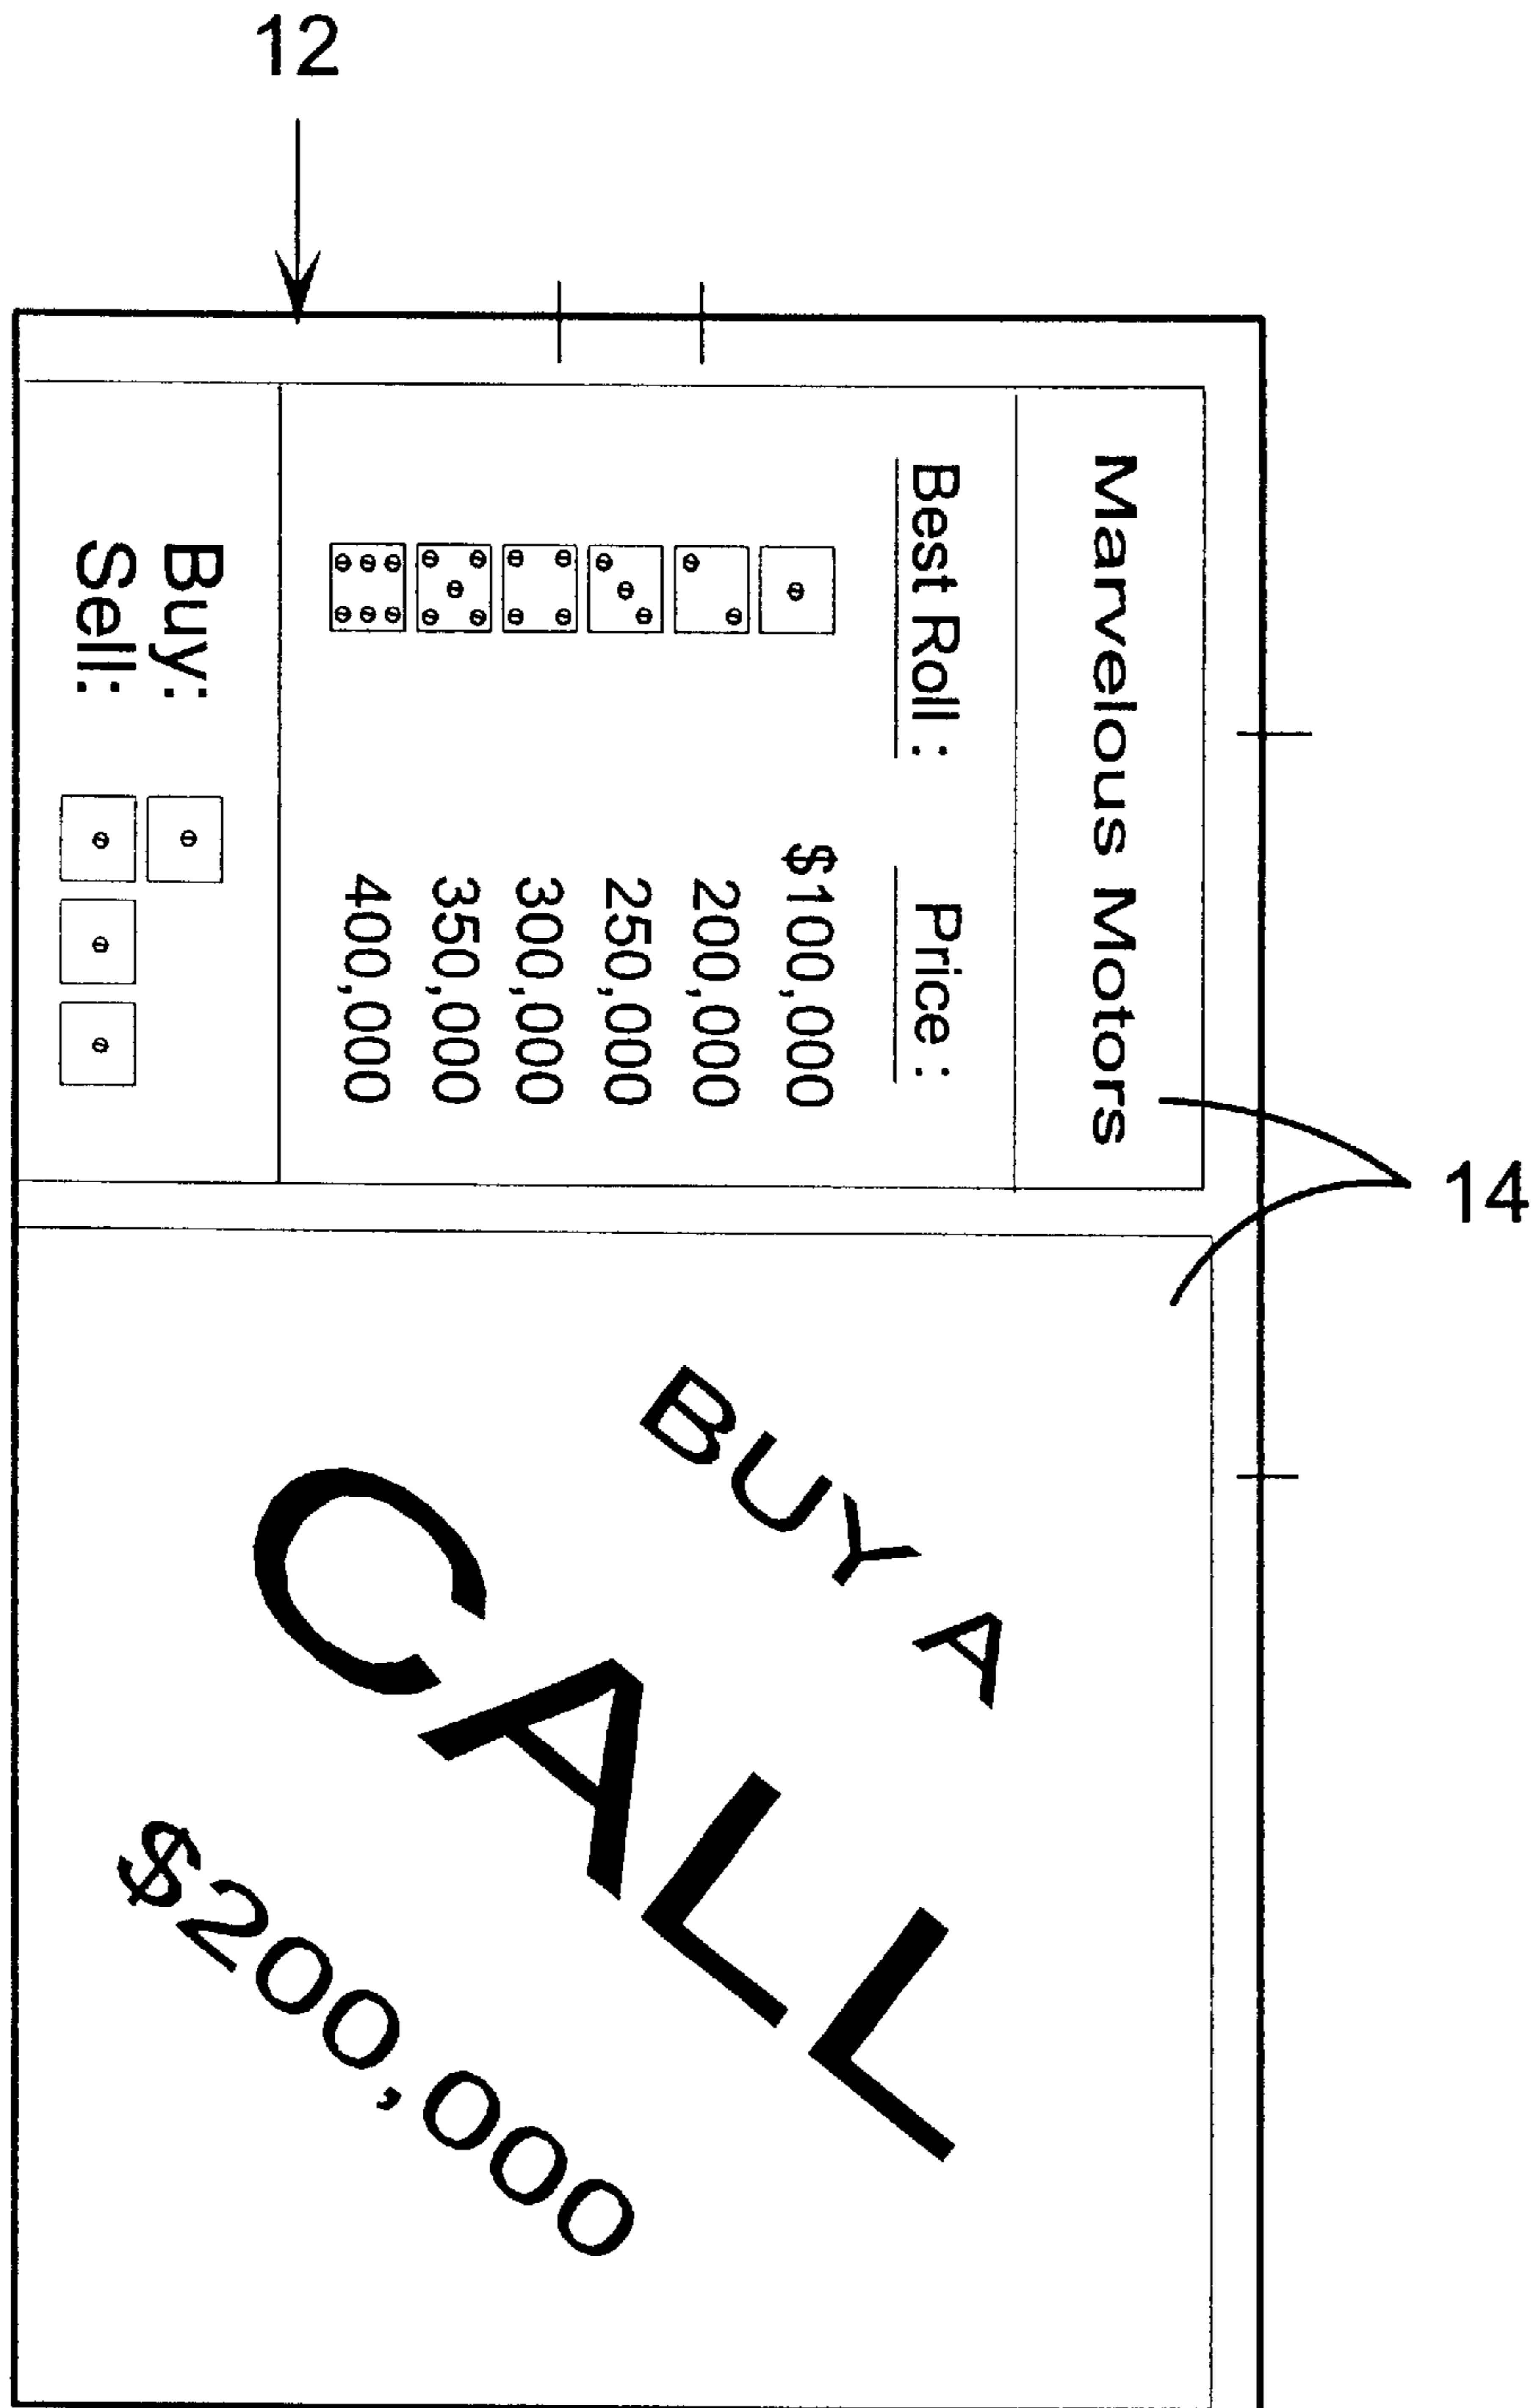 12
Marvelous Motors
Best Roll : Price :
$100,000
200,000
250,000
300,000
350,000
400,000
Buy:
Sell:
14
BUY A
CALL
$200,000